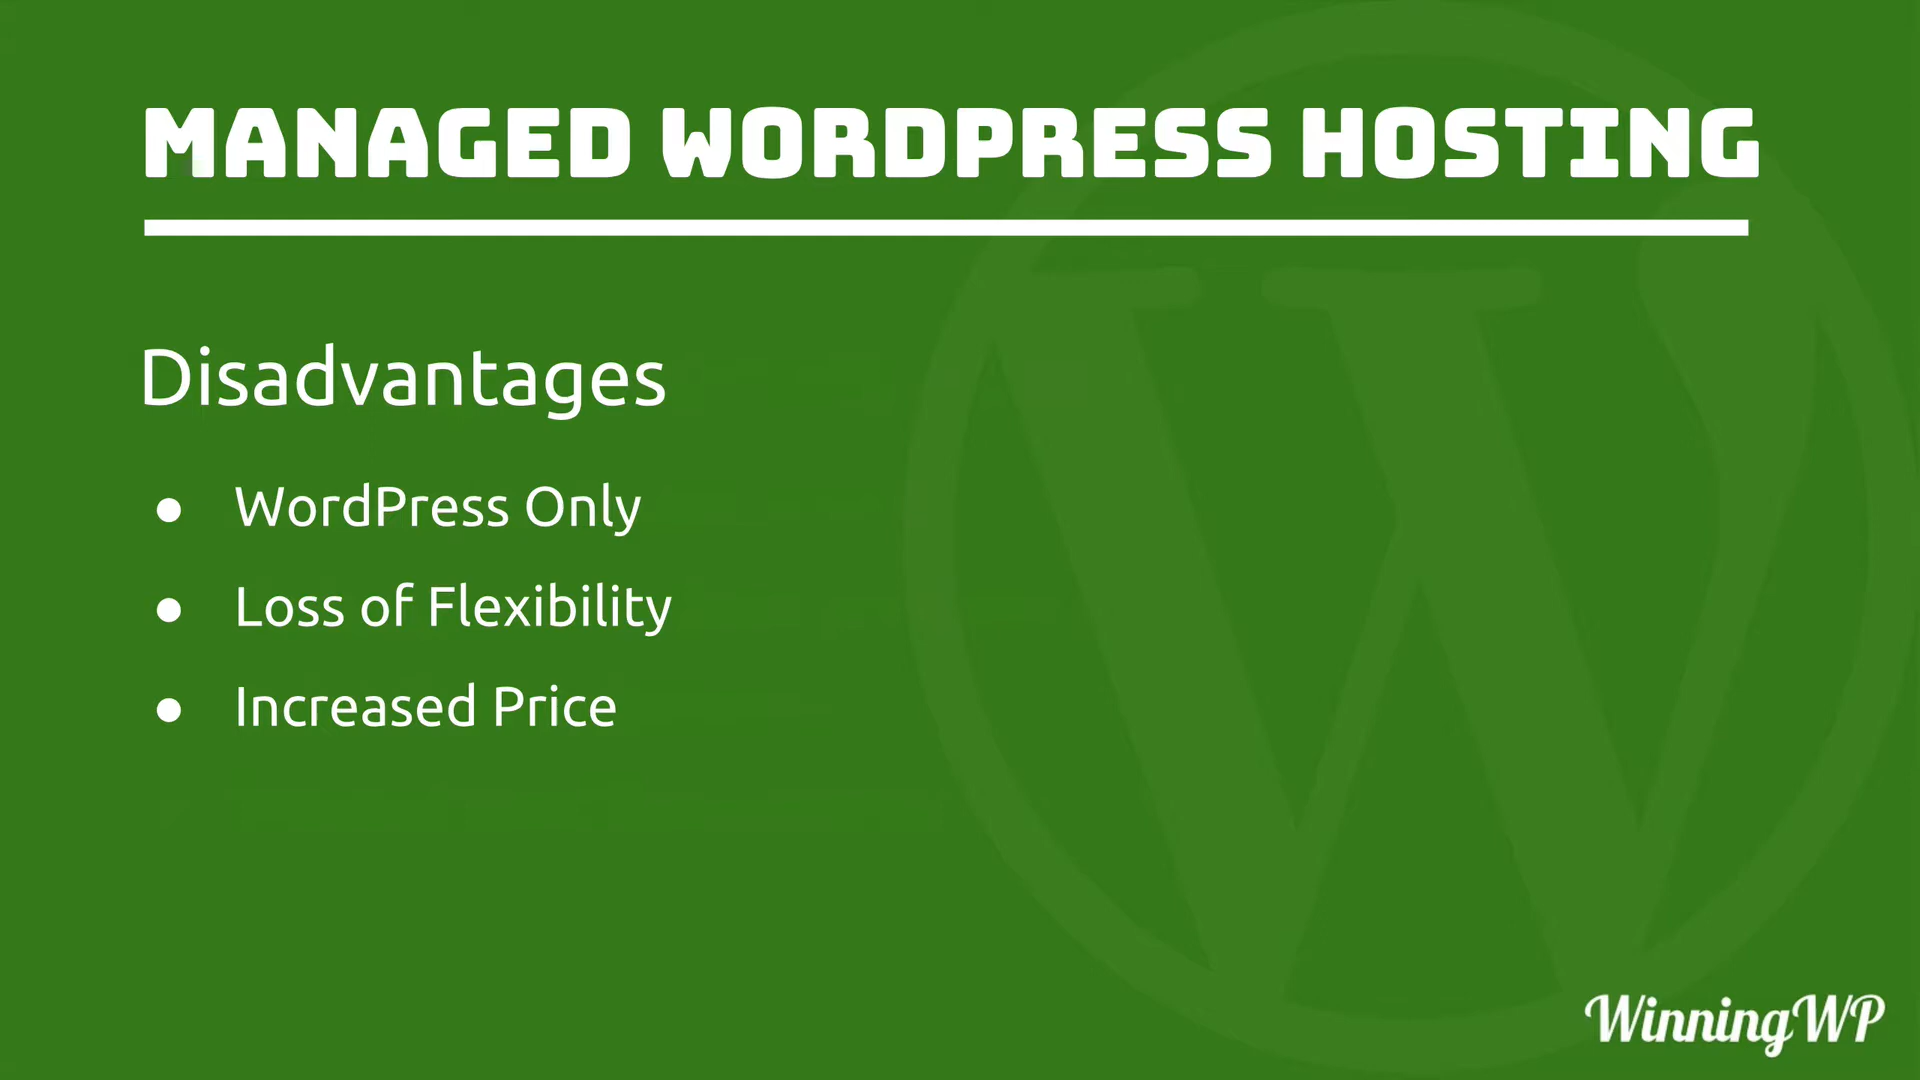 MANAGED WORDPRESS HOSTING
Disadvantages
● WordPress Only
● Loss of Flexibility
● Increased Price
WinningWP